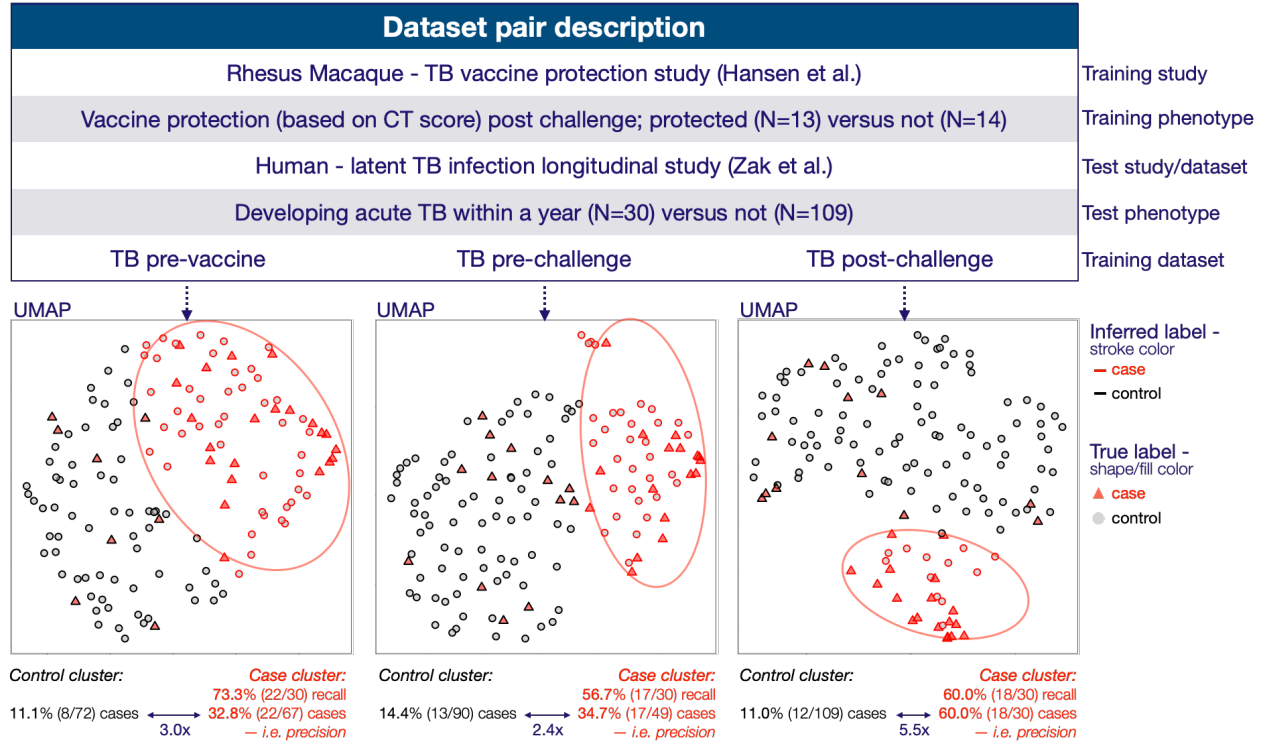 Dataset pair description
Rhesus Macaque - TB vaccine protection study (Hansen et al.)
Training study
Vaccine protection (based on CT score) post challenge; protected (N=13) versus not (N=14)
Training phenotype
Human - latent TB infection longitudinal study (Zak et al.)
Test study/dataset
Developing acute TB within a year (N=30) versus not (N=109)
Test phenotype
TB pre-vaccine
TB pre-challenge
TB post-challenge
Training dataset
UMAP
UMAP
UMAP
Inferred label -
stroke color
case
control
True label -
shape/fill color
case
control
Control cluster:
Case cluster:
73.3% (22/30) recall
11.1% (8/72) cases
32.8% (22/67) cases
3.0x
— i.e. precision
Control cluster:
Case cluster:
56.7% (17/30) recall
14.4% (13/90) cases
34.7% (17/49) cases
2.4x
— i.e. precision
Control cluster:
Case cluster:
60.0% (18/30) recall
11.0% (12/109) cases
60.0% (18/30) cases
5.5x
— i.e. precision